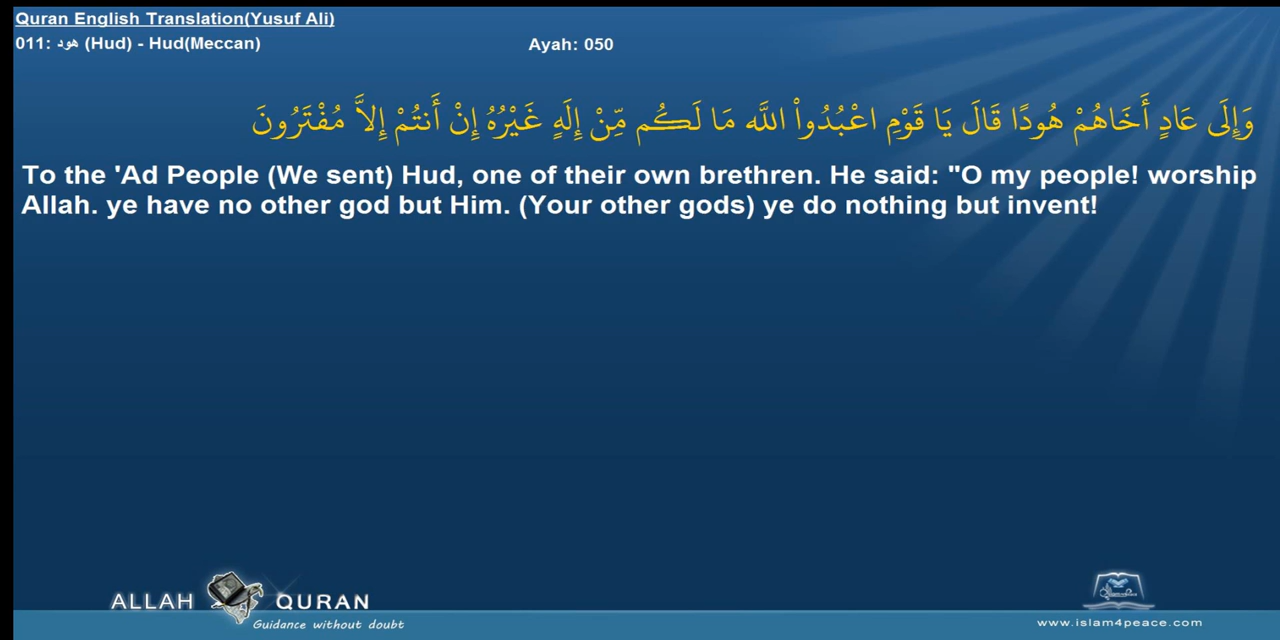 Quran English Translation(Yusuf Ali)
011: هود (Hud) - Hud(Meccan) Ayah: 050
وَإِلَى عَادٍ أَخَاهُمْ هُودًا قَالَ يَا قَوْمِ اعْبُدُواْ اللَّه مَا لَكُم مِّنْ إِلَهٍ غَيْرُهُ إِنْ أَنتُمْ إِلاَّ مُفْتَرُونَ
To the 'Ad People (We sent) Hud, one of their own brethren. He said: "O my people! worship
Allah. ye have no other god but Him. (Your other gods) ye do nothing but invent!
ALLAH QURAN
Guidance without doubt
www.islam4peace.com